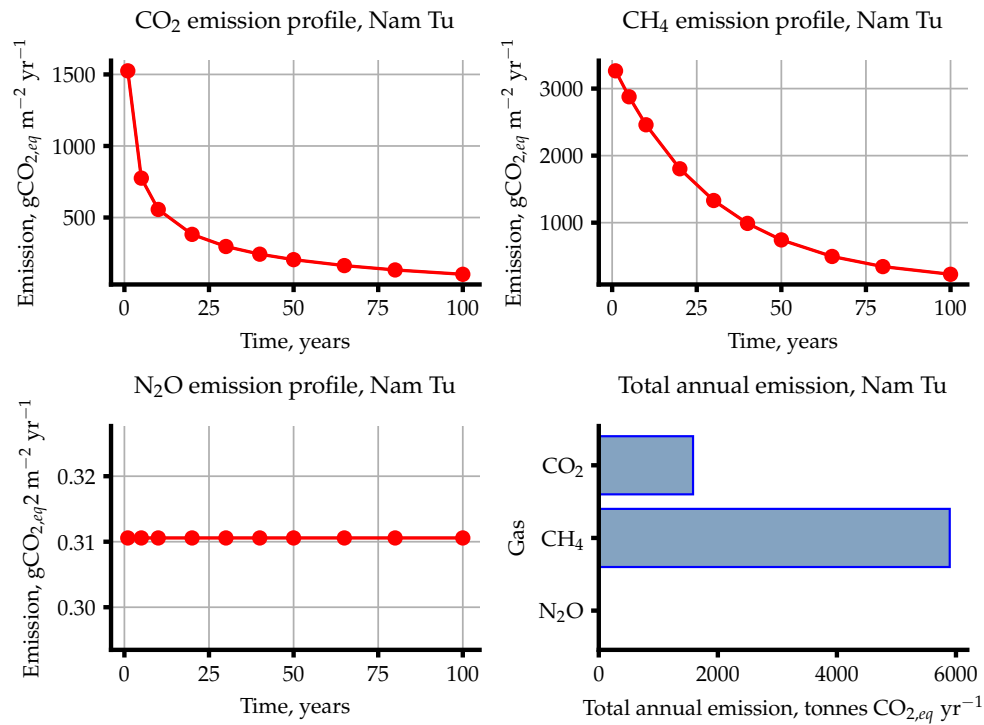 CO₂ emission profile, Nam Tu
Emission, gCO₂,eq m⁻² yr⁻¹
1500
1000
500
0 25 50 75 100
Time, years
CH₄ emission profile, Nam Tu
Emission, gCO₂,eq m⁻² yr⁻¹
3000
2000
1000
0 25 50 75 100
Time, years
N₂O emission profile, Nam Tu
Emission, gCO₂,eq2 m⁻² yr⁻¹
0.32
0.31
0.30
0 25 50 75 100
Time, years
Total annual emission, Nam Tu
Gas
CO₂
CH₄
N₂O
0 2000 4000 6000
Total annual emission, tonnes CO₂,eq yr⁻¹